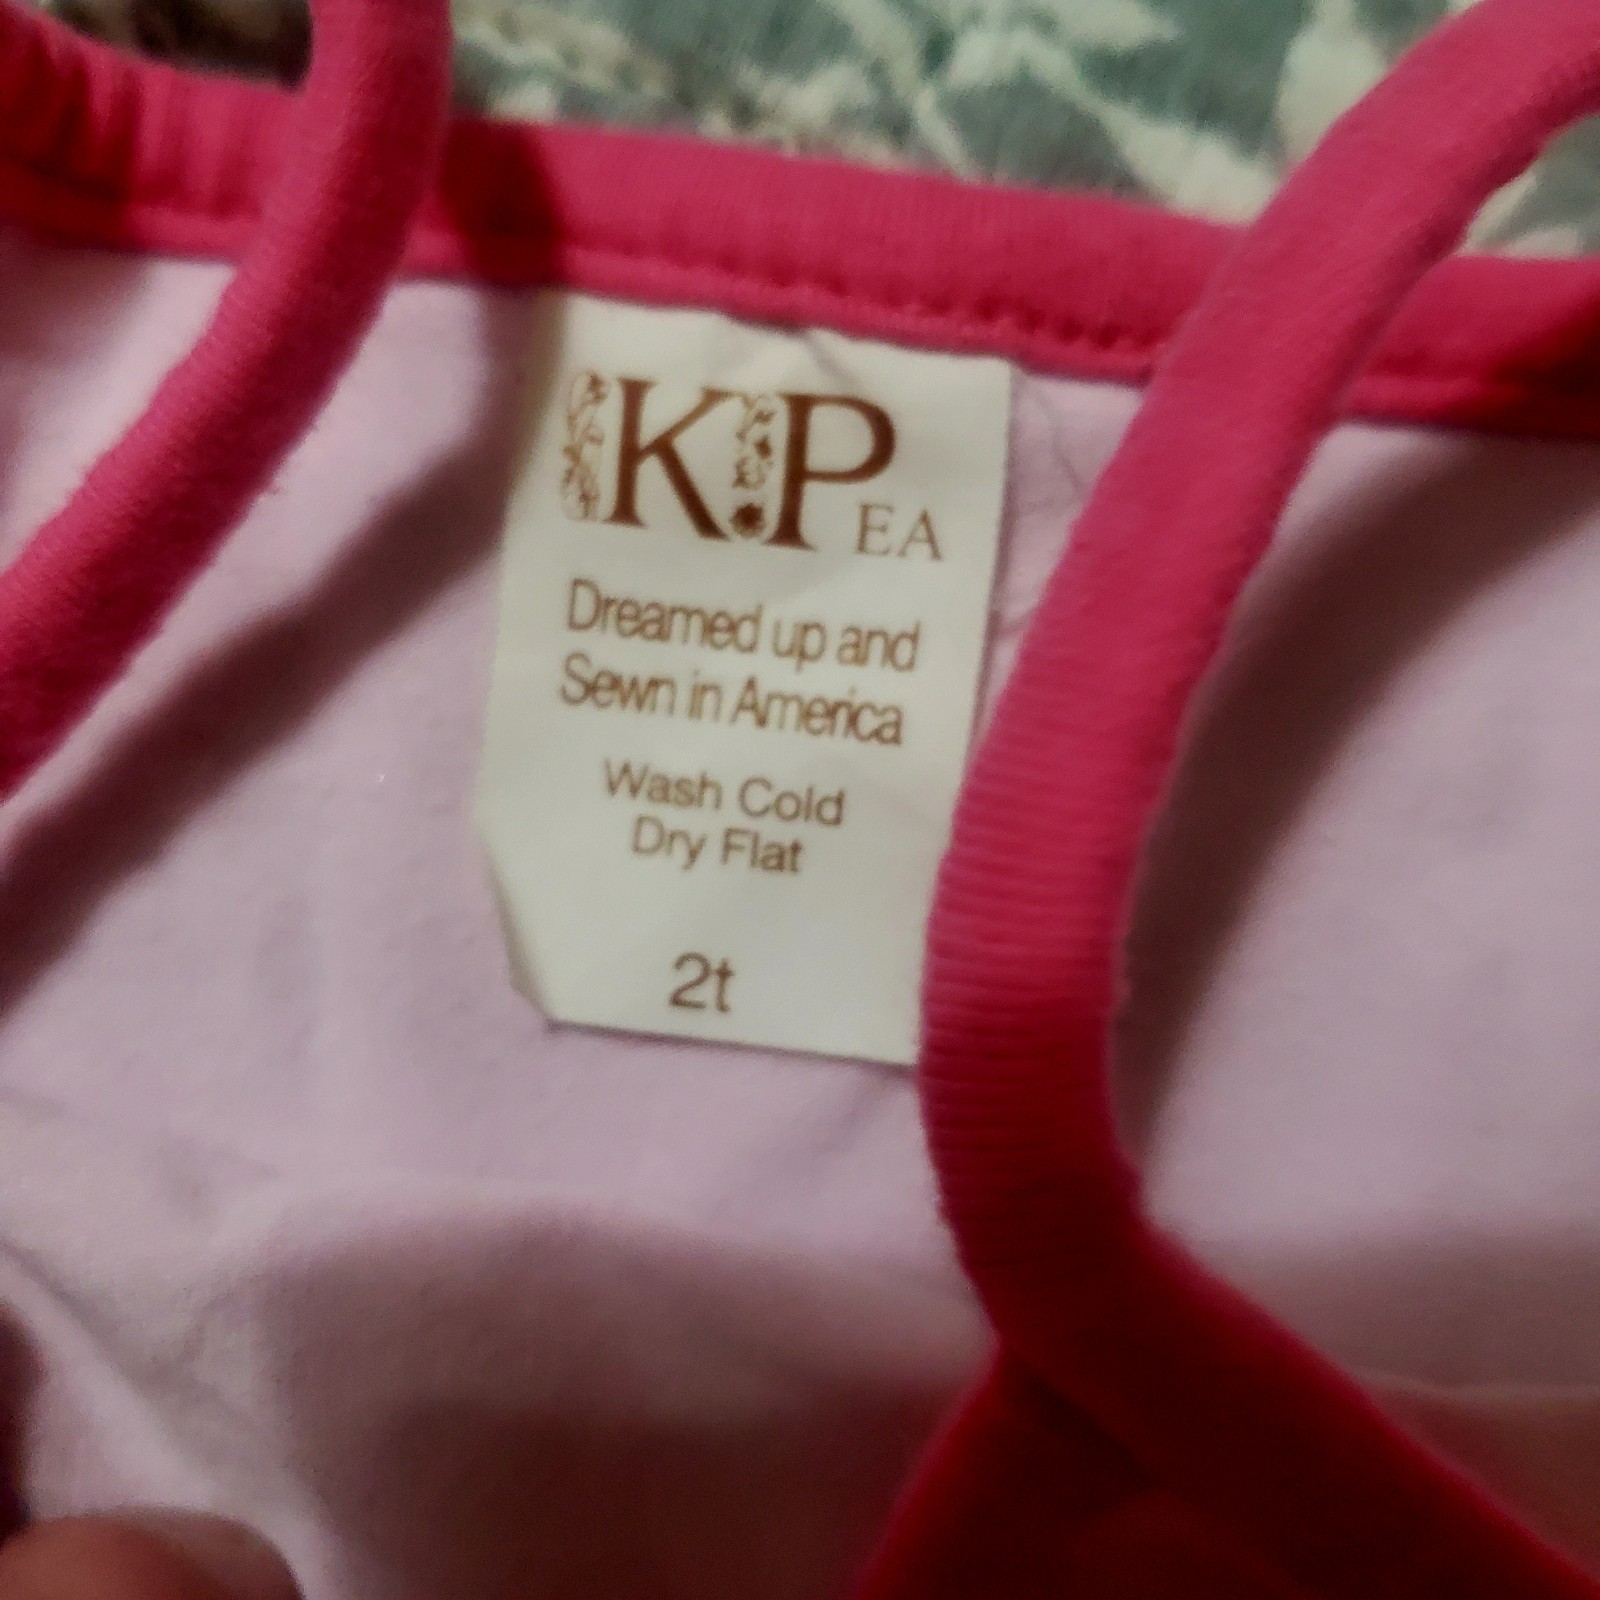 KPEA
Dreamed up and
Sewn in America
Wash Cold
Dry Flat
2t